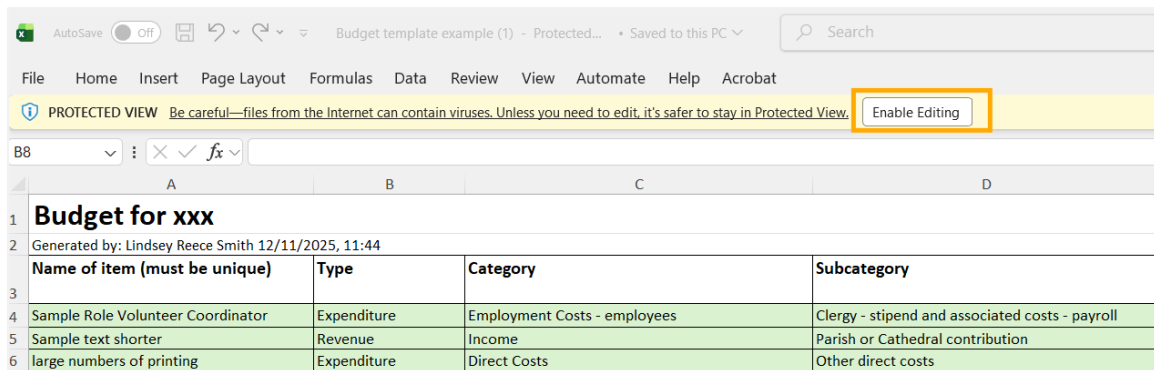 AutoSave Off Budget template example (1) - Protected... • Saved to this PC Search
File Home Insert Page Layout Formulas Data Review View Automate Help Acrobat
PROTECTED VIEW Be careful—files from the Internet can contain viruses. Unless you need to edit, it's safer to stay in Protected View. Enable Editing
B8 fx
A B C D
1 Budget for xxx
2 Generated by: Lindsey Reece Smith 12/11/2025, 11:44
3 Name of item (must be unique) Type Category Subcategory
4 Sample Role Volunteer Coordinator Expenditure Employment Costs - employees Clergy - stipend and associated costs - payroll
5 Sample text shorter Revenue Income Parish or Cathedral contribution
6 large numbers of printing Expenditure Direct Costs Other direct costs